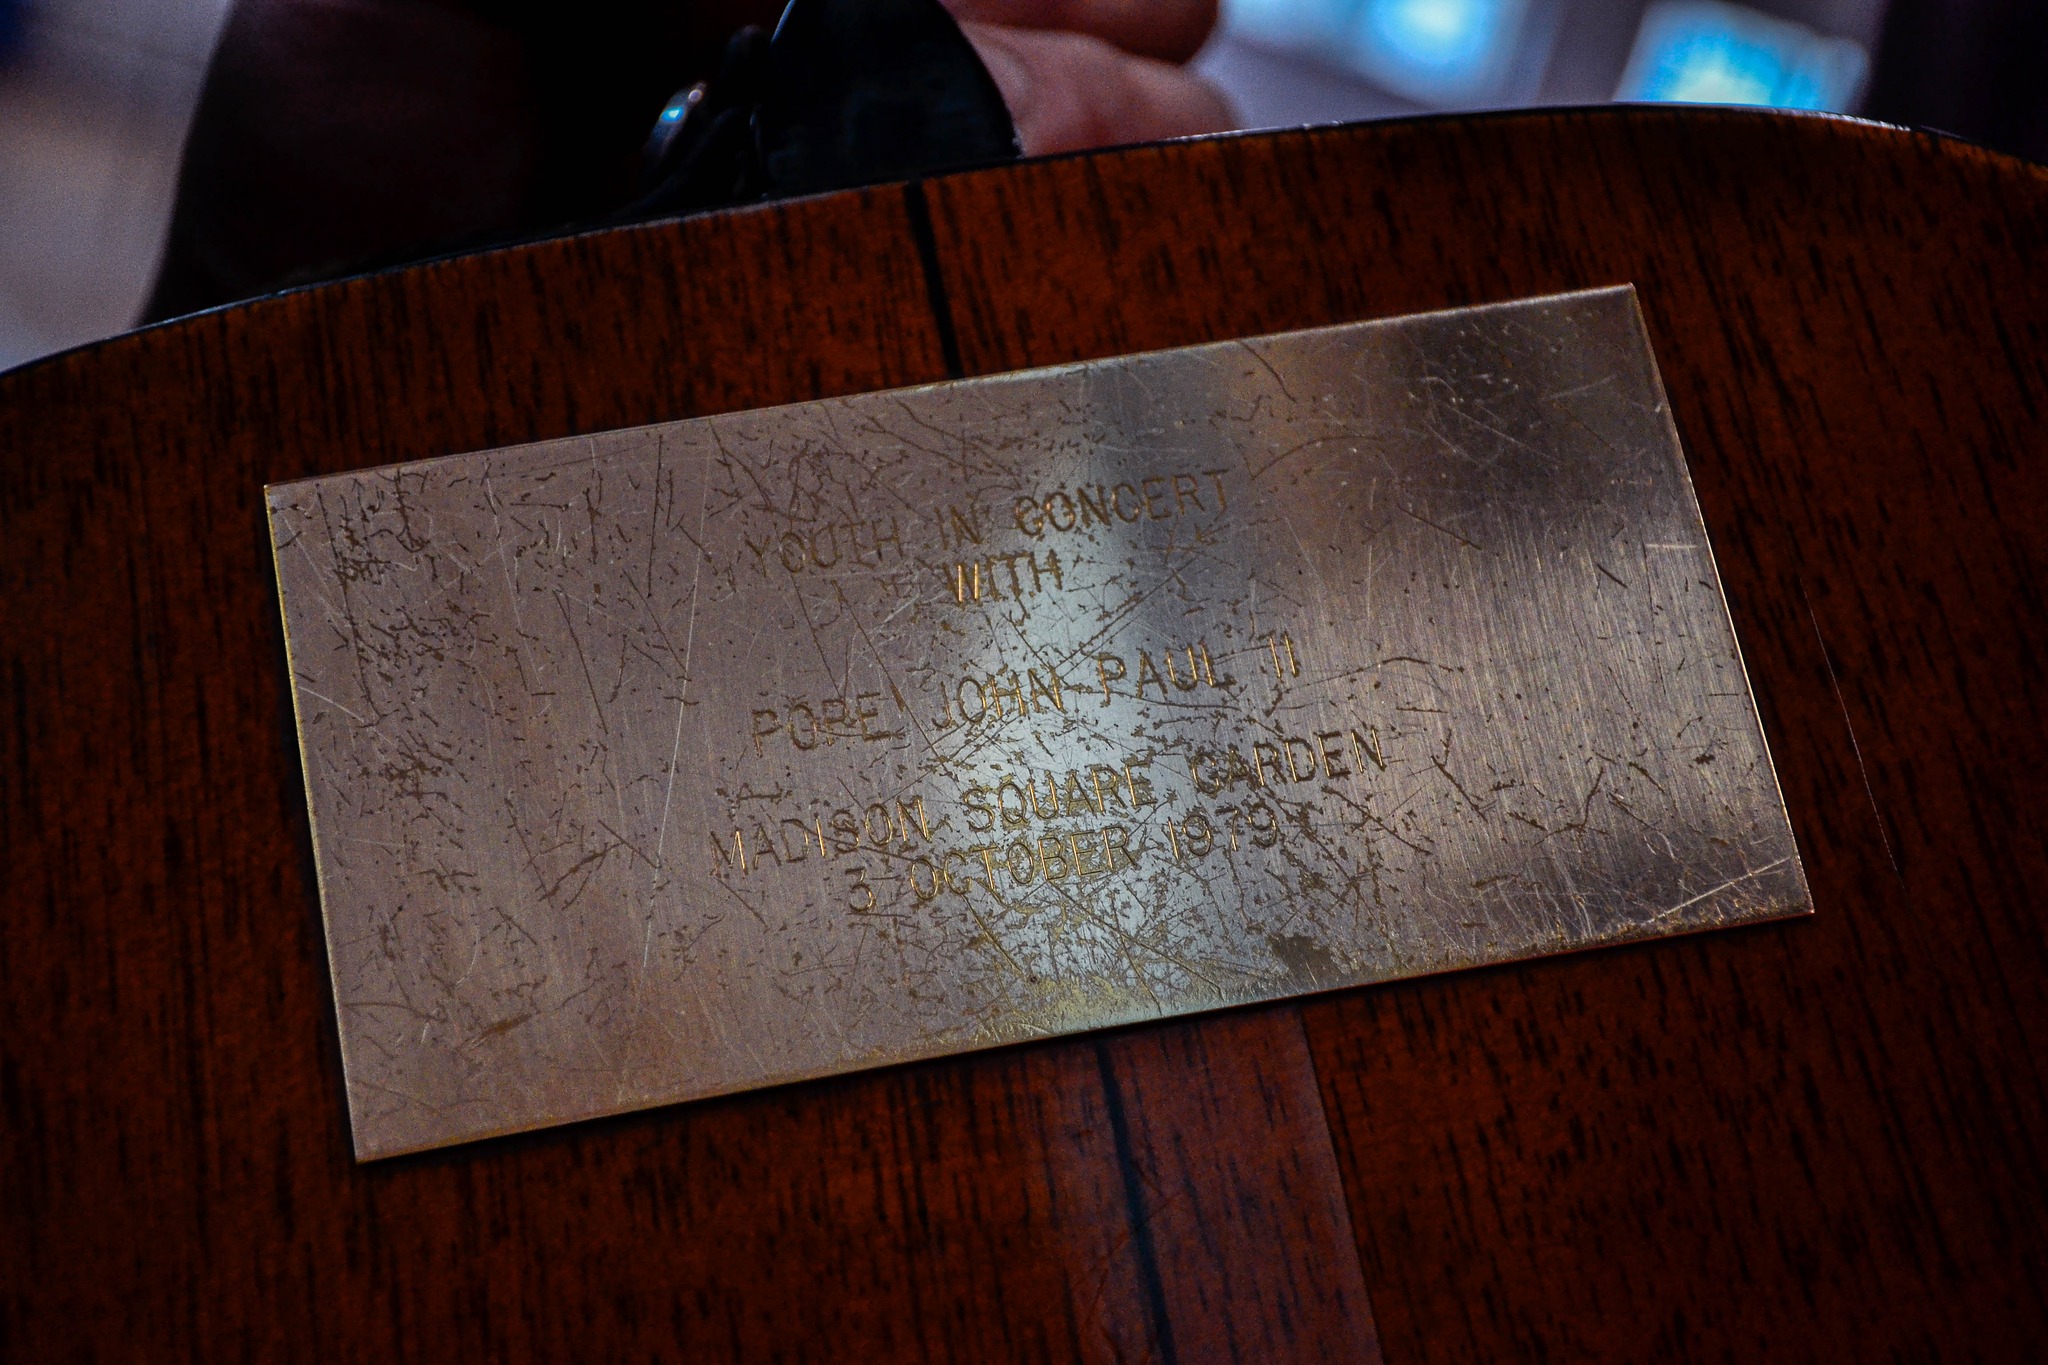 YOUTH IN CONCERT
WITH
POPE JOHN PAUL II
MADISON SQUARE GARDEN
3 OCTOBER 1979